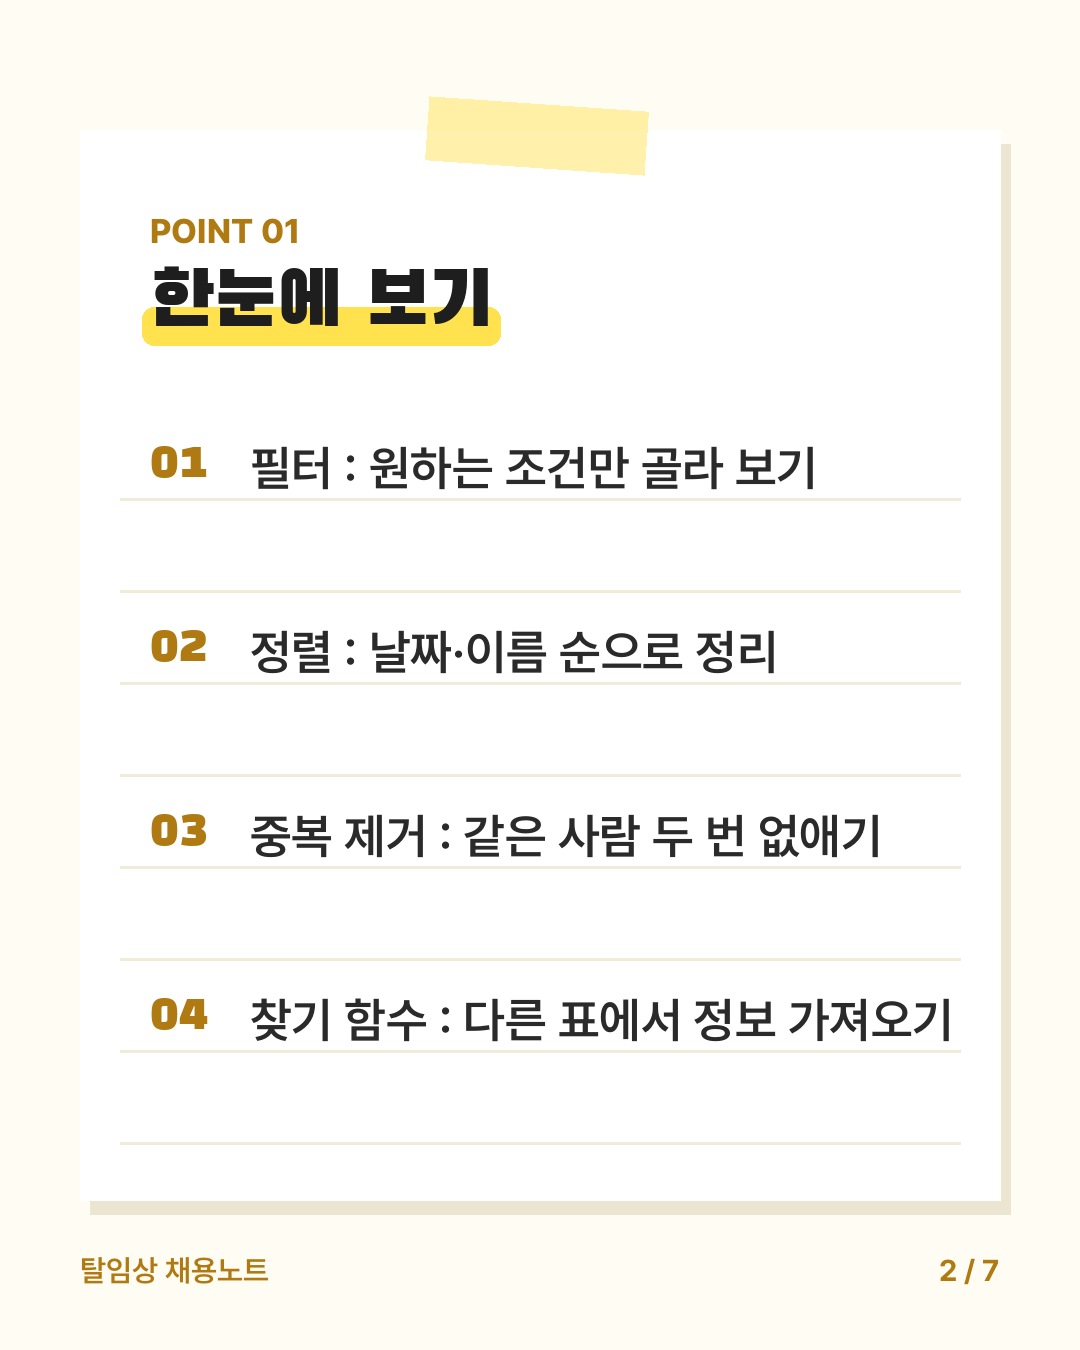 POINT 01
한눈에 보기
01 필터 : 원하는 조건만 골라 보기
02 정렬 : 날짜·이름 순으로 정리
03 중복 제거 : 같은 사람 두 번 없애기
04 찾기 함수 : 다른 표에서 정보 가져오기
탈임상 채용노트
2 / 7